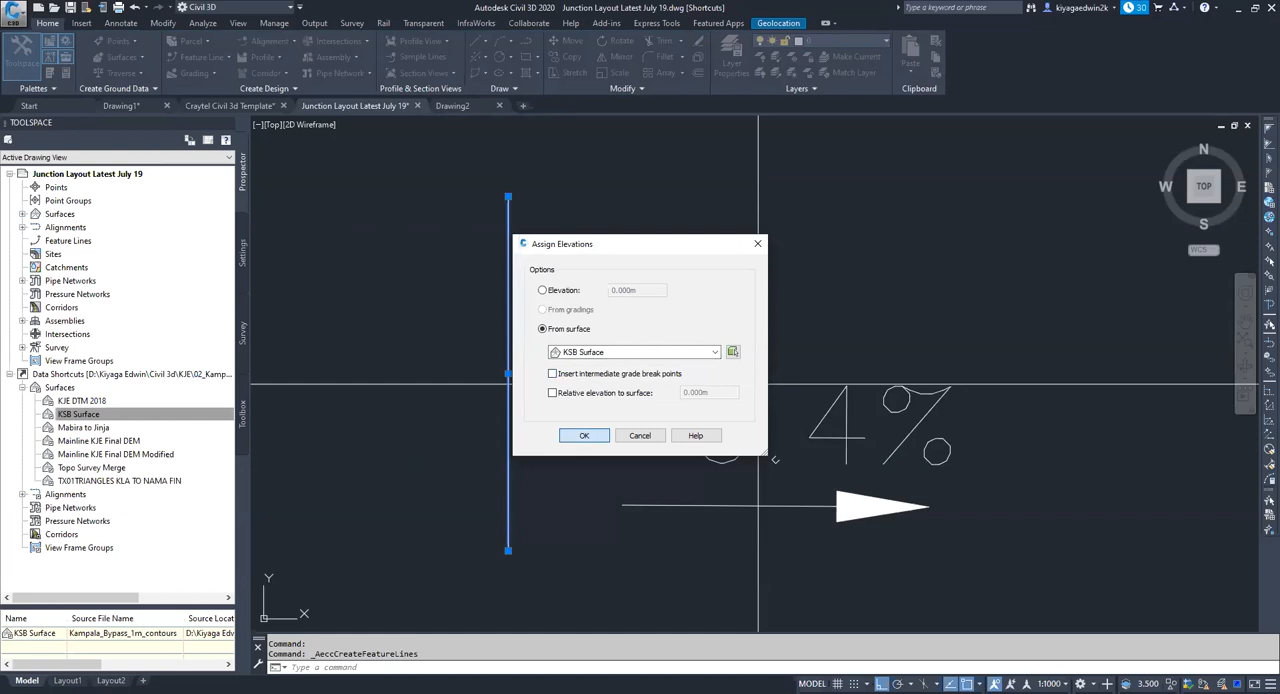 Civil 3D
Autodesk Civil 3D 2020 Junction Layout Latest July 19.dwg [Shortcuts]
Type a keyword or phrase
kiyagaedwin2k
30
C3D
Home Insert Annotate Modify Analyze View Manage Output Survey Rail Transparent InfraWorks Collaborate Help Add-ins Express Tools Featured Apps Geolocation
Toolspace
Points
Surfaces
Traverse
Parcel
Feature Line
Grading
Alignment
Profile
Corridor
Intersections
Assembly
Pipe Network
Profile View
Sample Lines
Section Views
Move
Copy
Stretch
Rotate
Mirror
Scale
Trim
Fillet
Array
Layer
Properties
0
Make Current
Match Layer
Paste
Palettes Create Ground Data Create Design Profile & Section Views Draw Modify Layers Clipboard
Start Drawing1* Craytel Civil 3d Template* Junction Layout Latest July 19* Drawing2
TOOLSPACE
Active Drawing View
Junction Layout Latest July 19
Points
Point Groups
Surfaces
Alignments
Feature Lines
Sites
Catchments
Pipe Networks
Pressure Networks
Corridors
Assemblies
Intersections
Survey
View Frame Groups
Data Shortcuts [D:\Kiyaga Edwin\Civil 3d\KJE\02_Kamp...
Surfaces
KJE DTM 2018
KSB Surface
Mabira to Jinja
Mainline KJE Final DEM
Mainline KJE Final DEM Modified
Topo Survey Merge
TX01TRIANGLES KLA TO NAMA FIN
Alignments
Pipe Networks
Pressure Networks
Corridors
View Frame Groups
Name Source File Name Source Locat
KSB Surface Kampala_Bypass_1m_contours D:\Kiyaga Edw
Prospector
Settings
Survey
Toolbox
[−][Top][2D Wireframe]
N
W TOP E
S
WCS
Assign Elevations
Options
Elevation: 0.000m
From gradings
From surface
KSB Surface
Insert intermediate grade break points
Relative elevation to surface: 0.000m
OK Cancel Help
4%
Y
X
Command:
Command: _AeccCreateFeatureLines
Type a command
Model Layout1 Layout2 +
MODEL 1:1000 3.500